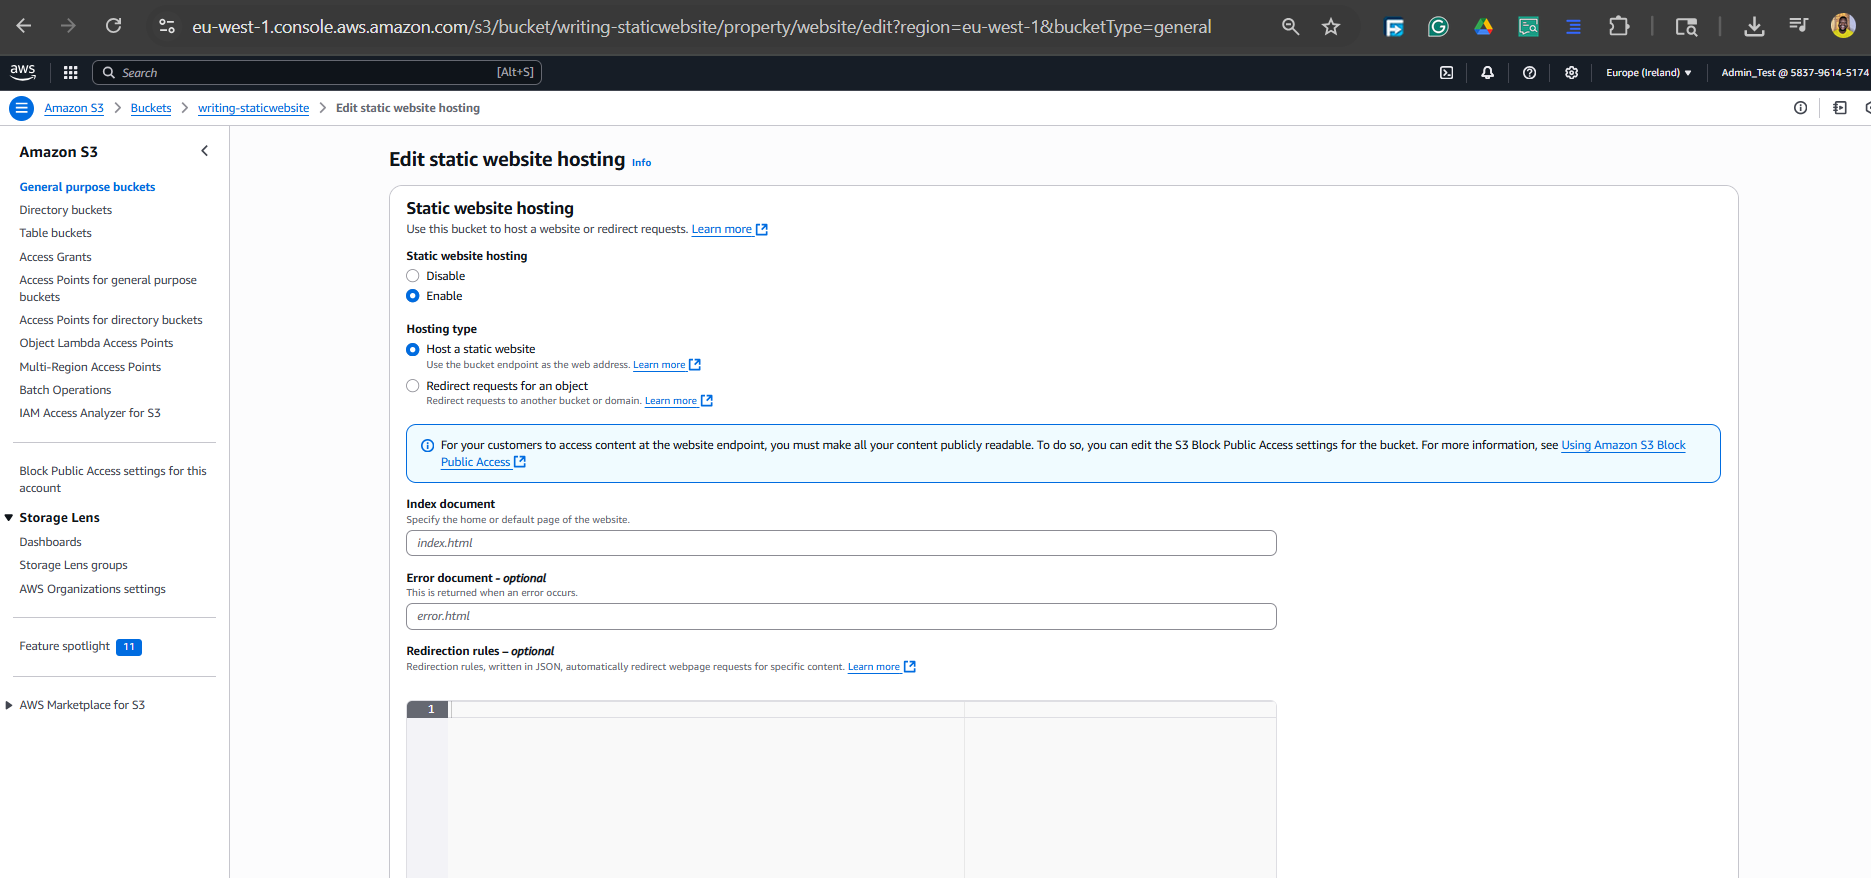 eu-west-1.console.aws.amazon.com/s3/bucket/writing-staticwebsite/property/website/edit?region=eu-west-1&bucketType=general
aws
Search
[Alt+S]
Europe (Ireland)
Admin_Test @ 5837-9614-5174
Amazon S3
Buckets
writing-staticwebsite
Edit static website hosting
Amazon S3
General purpose buckets
Directory buckets
Table buckets
Access Grants
Access Points for general purpose
buckets
Access Points for directory buckets
Object Lambda Access Points
Multi-Region Access Points
Batch Operations
IAM Access Analyzer for S3
Block Public Access settings for this
account
Storage Lens
Dashboards
Storage Lens groups
AWS Organizations settings
Feature spotlight 11
AWS Marketplace for S3
Edit static website hosting Info
Static website hosting
Use this bucket to host a website or redirect requests. Learn more
Static website hosting
Disable
Enable
Hosting type
Host a static website
Use the bucket endpoint as the web address. Learn more
Redirect requests for an object
Redirect requests to another bucket or domain. Learn more
For your customers to access content at the website endpoint, you must make all your content publicly readable. To do so, you can edit the S3 Block Public Access settings for the bucket. For more information, see Using Amazon S3 Block
Public Access
Index document
Specify the home or default page of the website.
index.html
Error document - optional
This is returned when an error occurs.
error.html
Redirection rules – optional
Redirection rules, written in JSON, automatically redirect webpage requests for specific content. Learn more
1